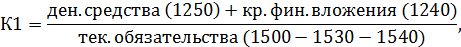 К1 = (ден. средства (1250) + кр. фин. вложения (1240)) / (тек. обязательства (1500 − 1530 − 1540)),